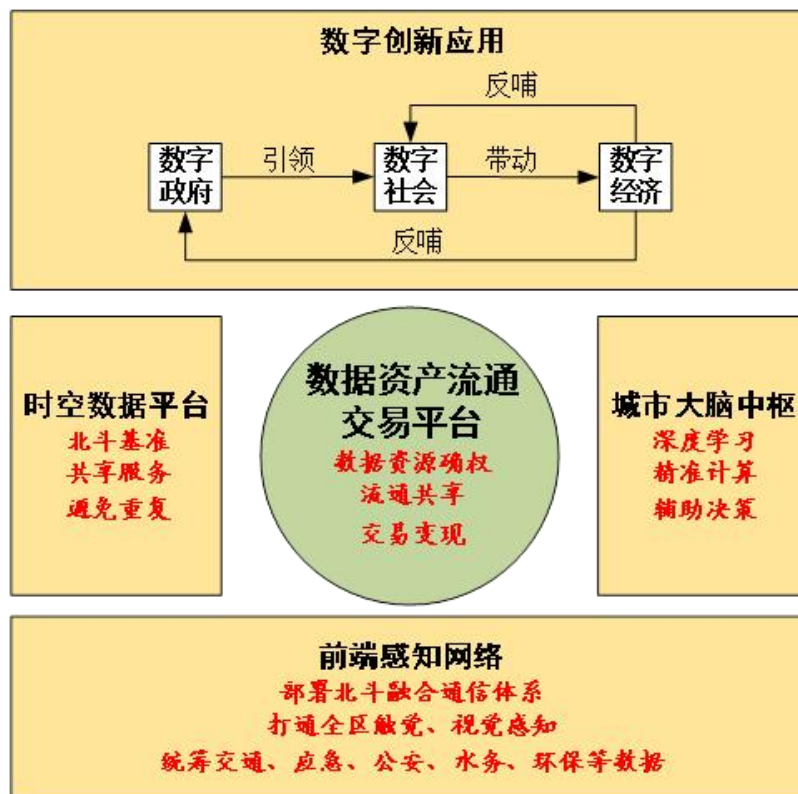 数字创新应用
反哺
数字
政府
引领
数字
社会
带动
数字
经济
反哺
时空数据平台
北斗基准
共享服务
避免重复
数据资产流通
交易平台
数据资源确权
流通共享
交易变现
城市大脑中枢
深度学习
精准计算
辅助决策
前端感知网络
部署北斗融合通信体系
打通全区触觉、视觉感知
统筹交通、应急、公安、水务、环保等数据